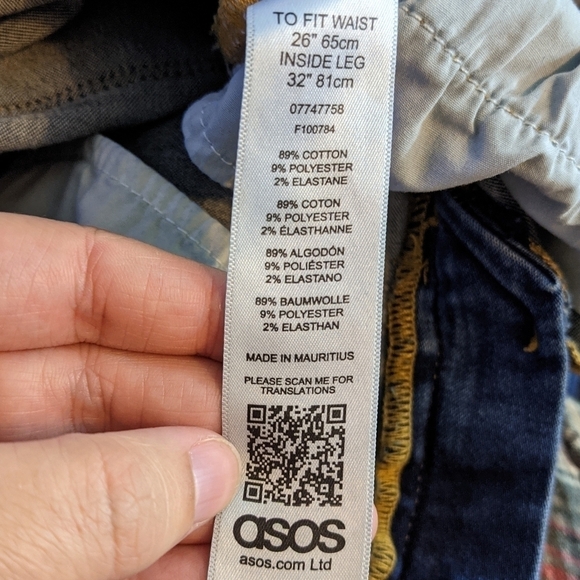 TO FIT WAIST
26" 65cm
INSIDE LEG
32" 81cm
07747758
F100784
89% COTTON
9% POLYESTER
2% ELASTANE
89% COTON
9% POLYESTER
2% ÉLASTHANNE
89% ALGODÓN
9% POLIÉSTER
2% ELASTANO
89% BAUMWOLLE
9% POLYESTER
2% ELASTHAN
MADE IN MAURITIUS
PLEASE SCAN ME FOR
TRANSLATIONS
asos
asos.com Ltd